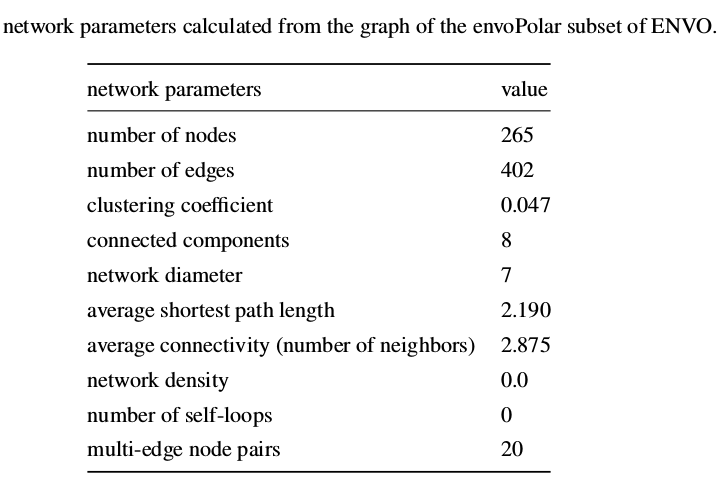 network parameters calculated from the graph of the envoPolar subset of ENVO.
network parameters value
number of nodes 265
number of edges 402
clustering coefficient 0.047
connected components 8
network diameter 7
average shortest path length 2.190
average connectivity (number of neighbors) 2.875
network density 0.0
number of self-loops 0
multi-edge node pairs 20